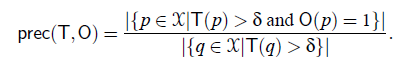 prec(T,O) = |{p ∈ 𝒳|T(p) > δ and O(p) = 1}| / |{q ∈ 𝒳|T(q) > δ}| .